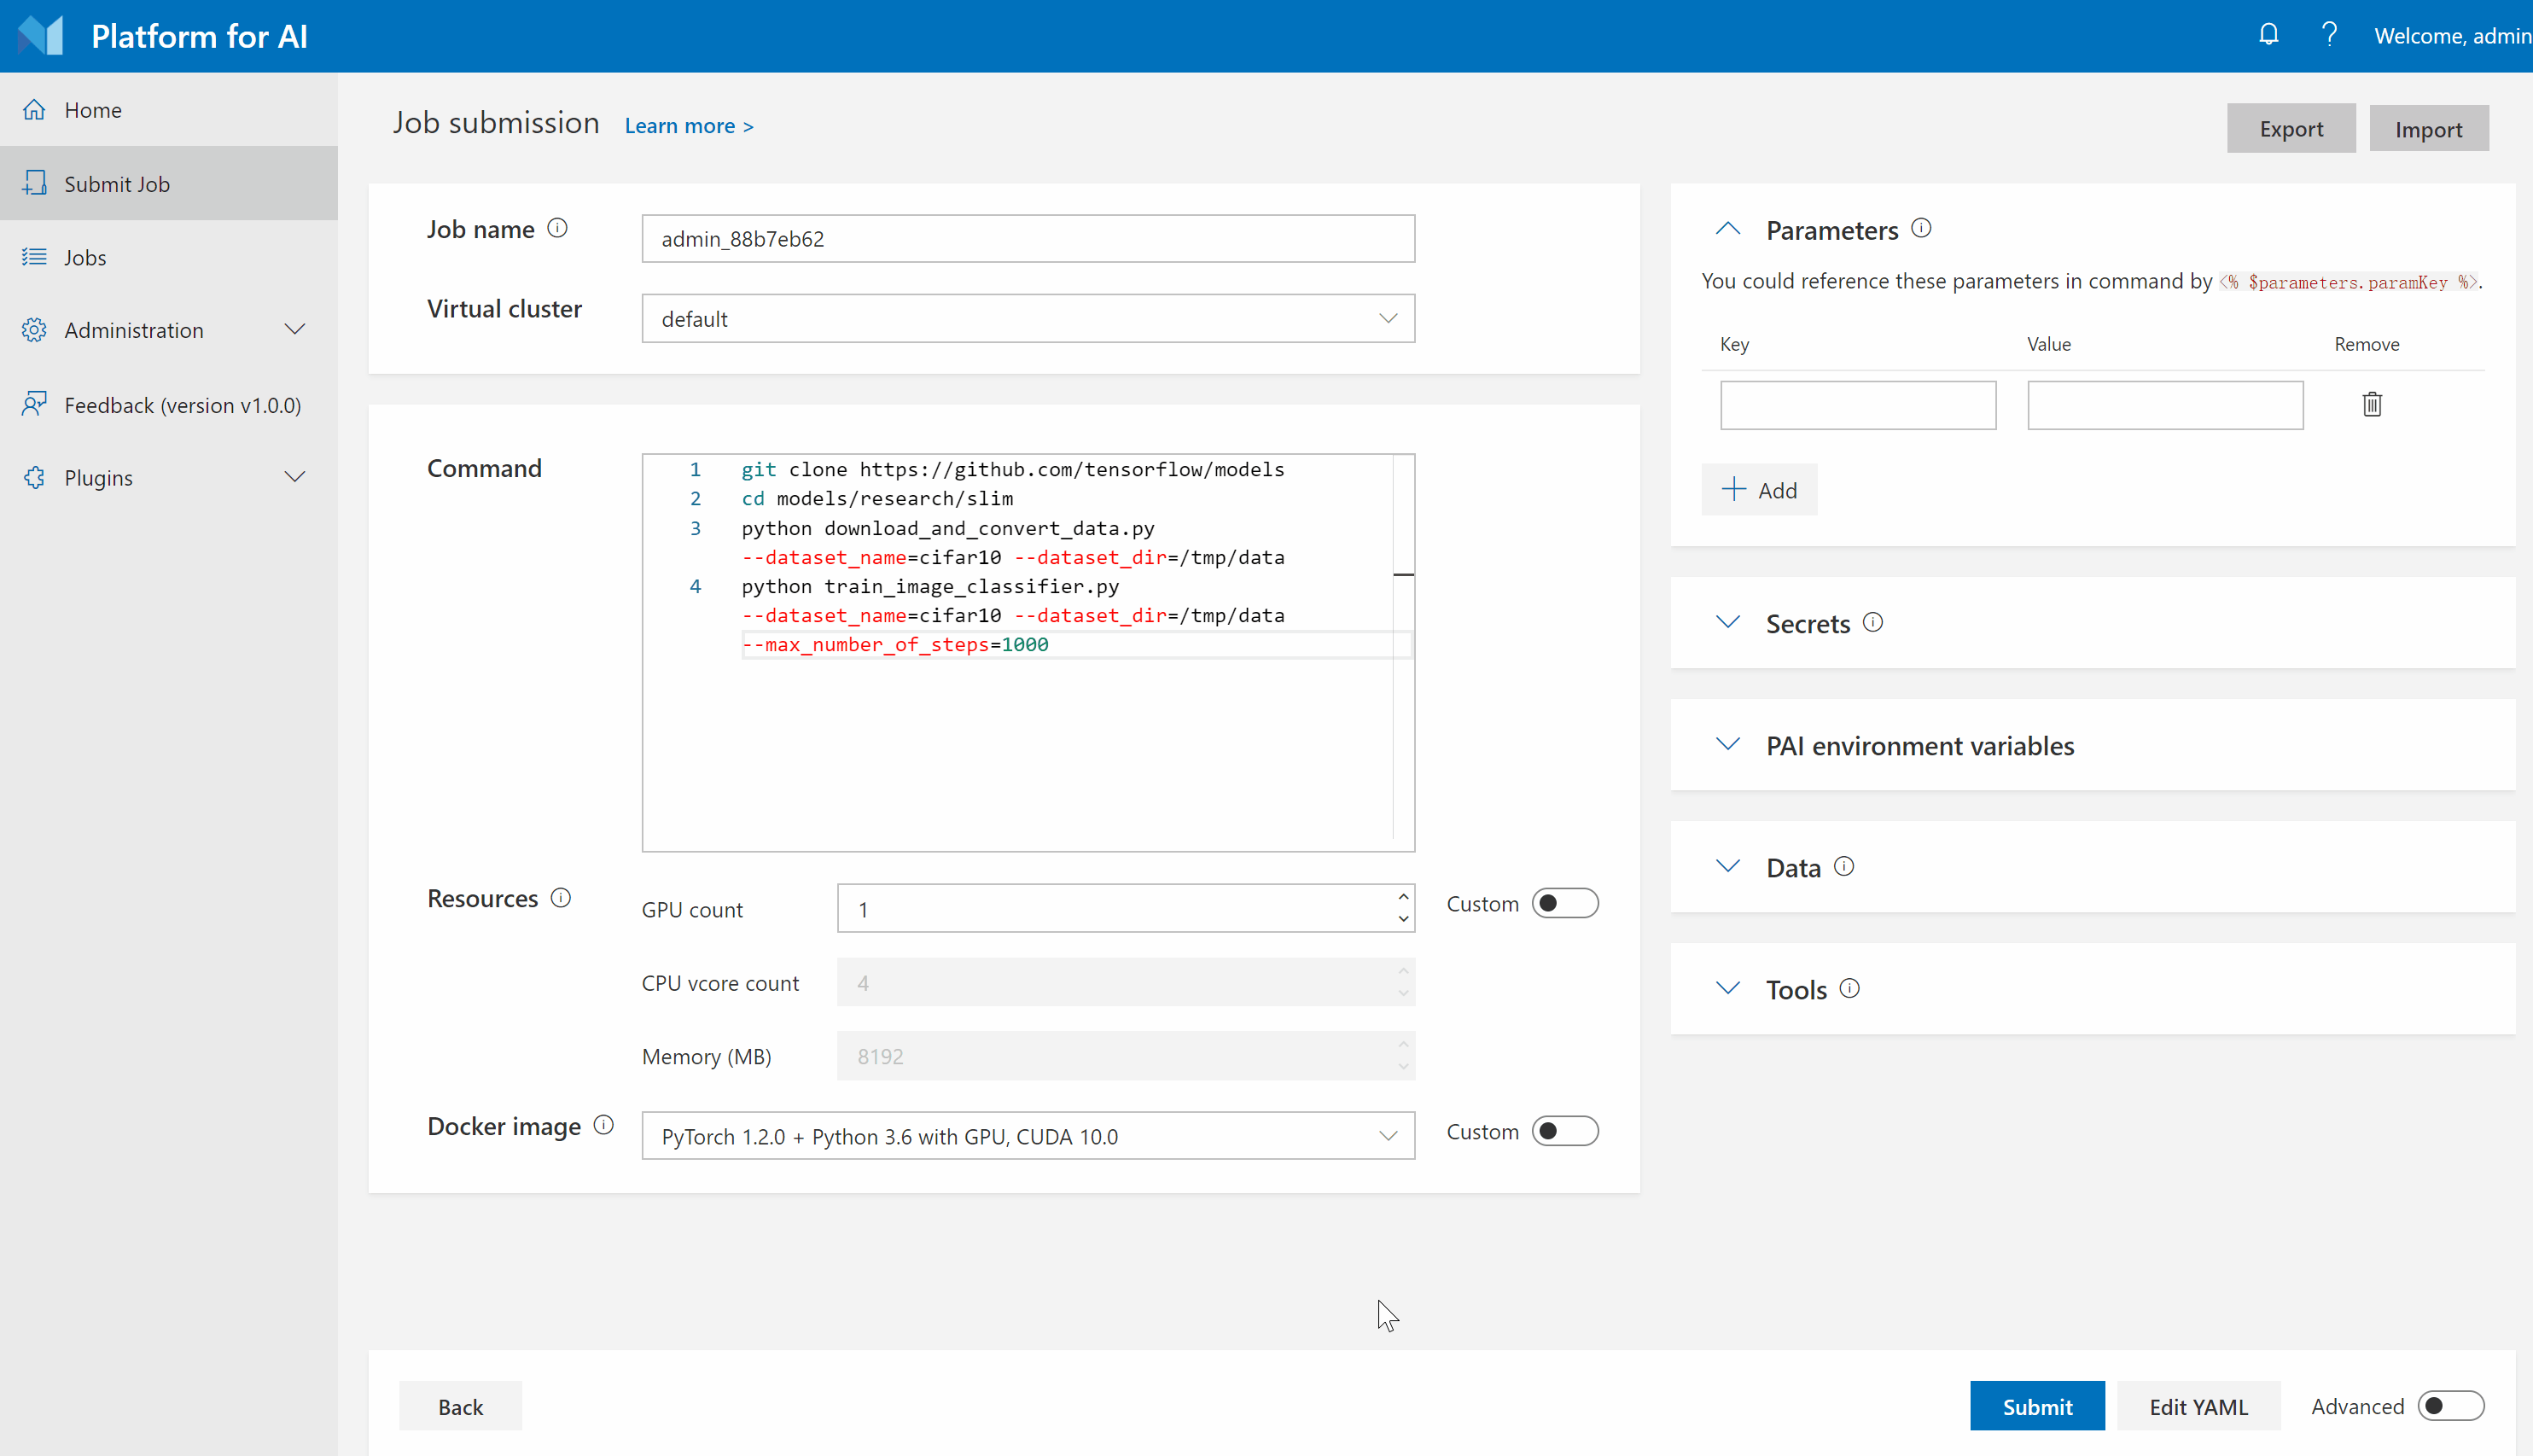 Platform for AI
Welcome, admin
Home
Submit Job
Jobs
Administration
Feedback (version v1.0.0)
Plugins
Job submission
Learn more >
Export
Import
Job name
admin_88b7eb62
Virtual cluster
default
Command
1 git clone https://github.com/tensorflow/models
2 cd models/research/slim
3 python download_and_convert_data.py
--dataset_name=cifar10 --dataset_dir=/tmp/data
4 python train_image_classifier.py
--dataset_name=cifar10 --dataset_dir=/tmp/data
--max_number_of_steps=1000
Resources
GPU count
1
Custom
CPU vcore count
4
Memory (MB)
8192
Docker image
PyTorch 1.2.0 + Python 3.6 with GPU, CUDA 10.0
Custom
Parameters
You could reference these parameters in command by <% $parameters.paramKey %>.
Key Value Remove
Add
Secrets
PAI environment variables
Data
Tools
Back
Submit
Edit YAML
Advanced